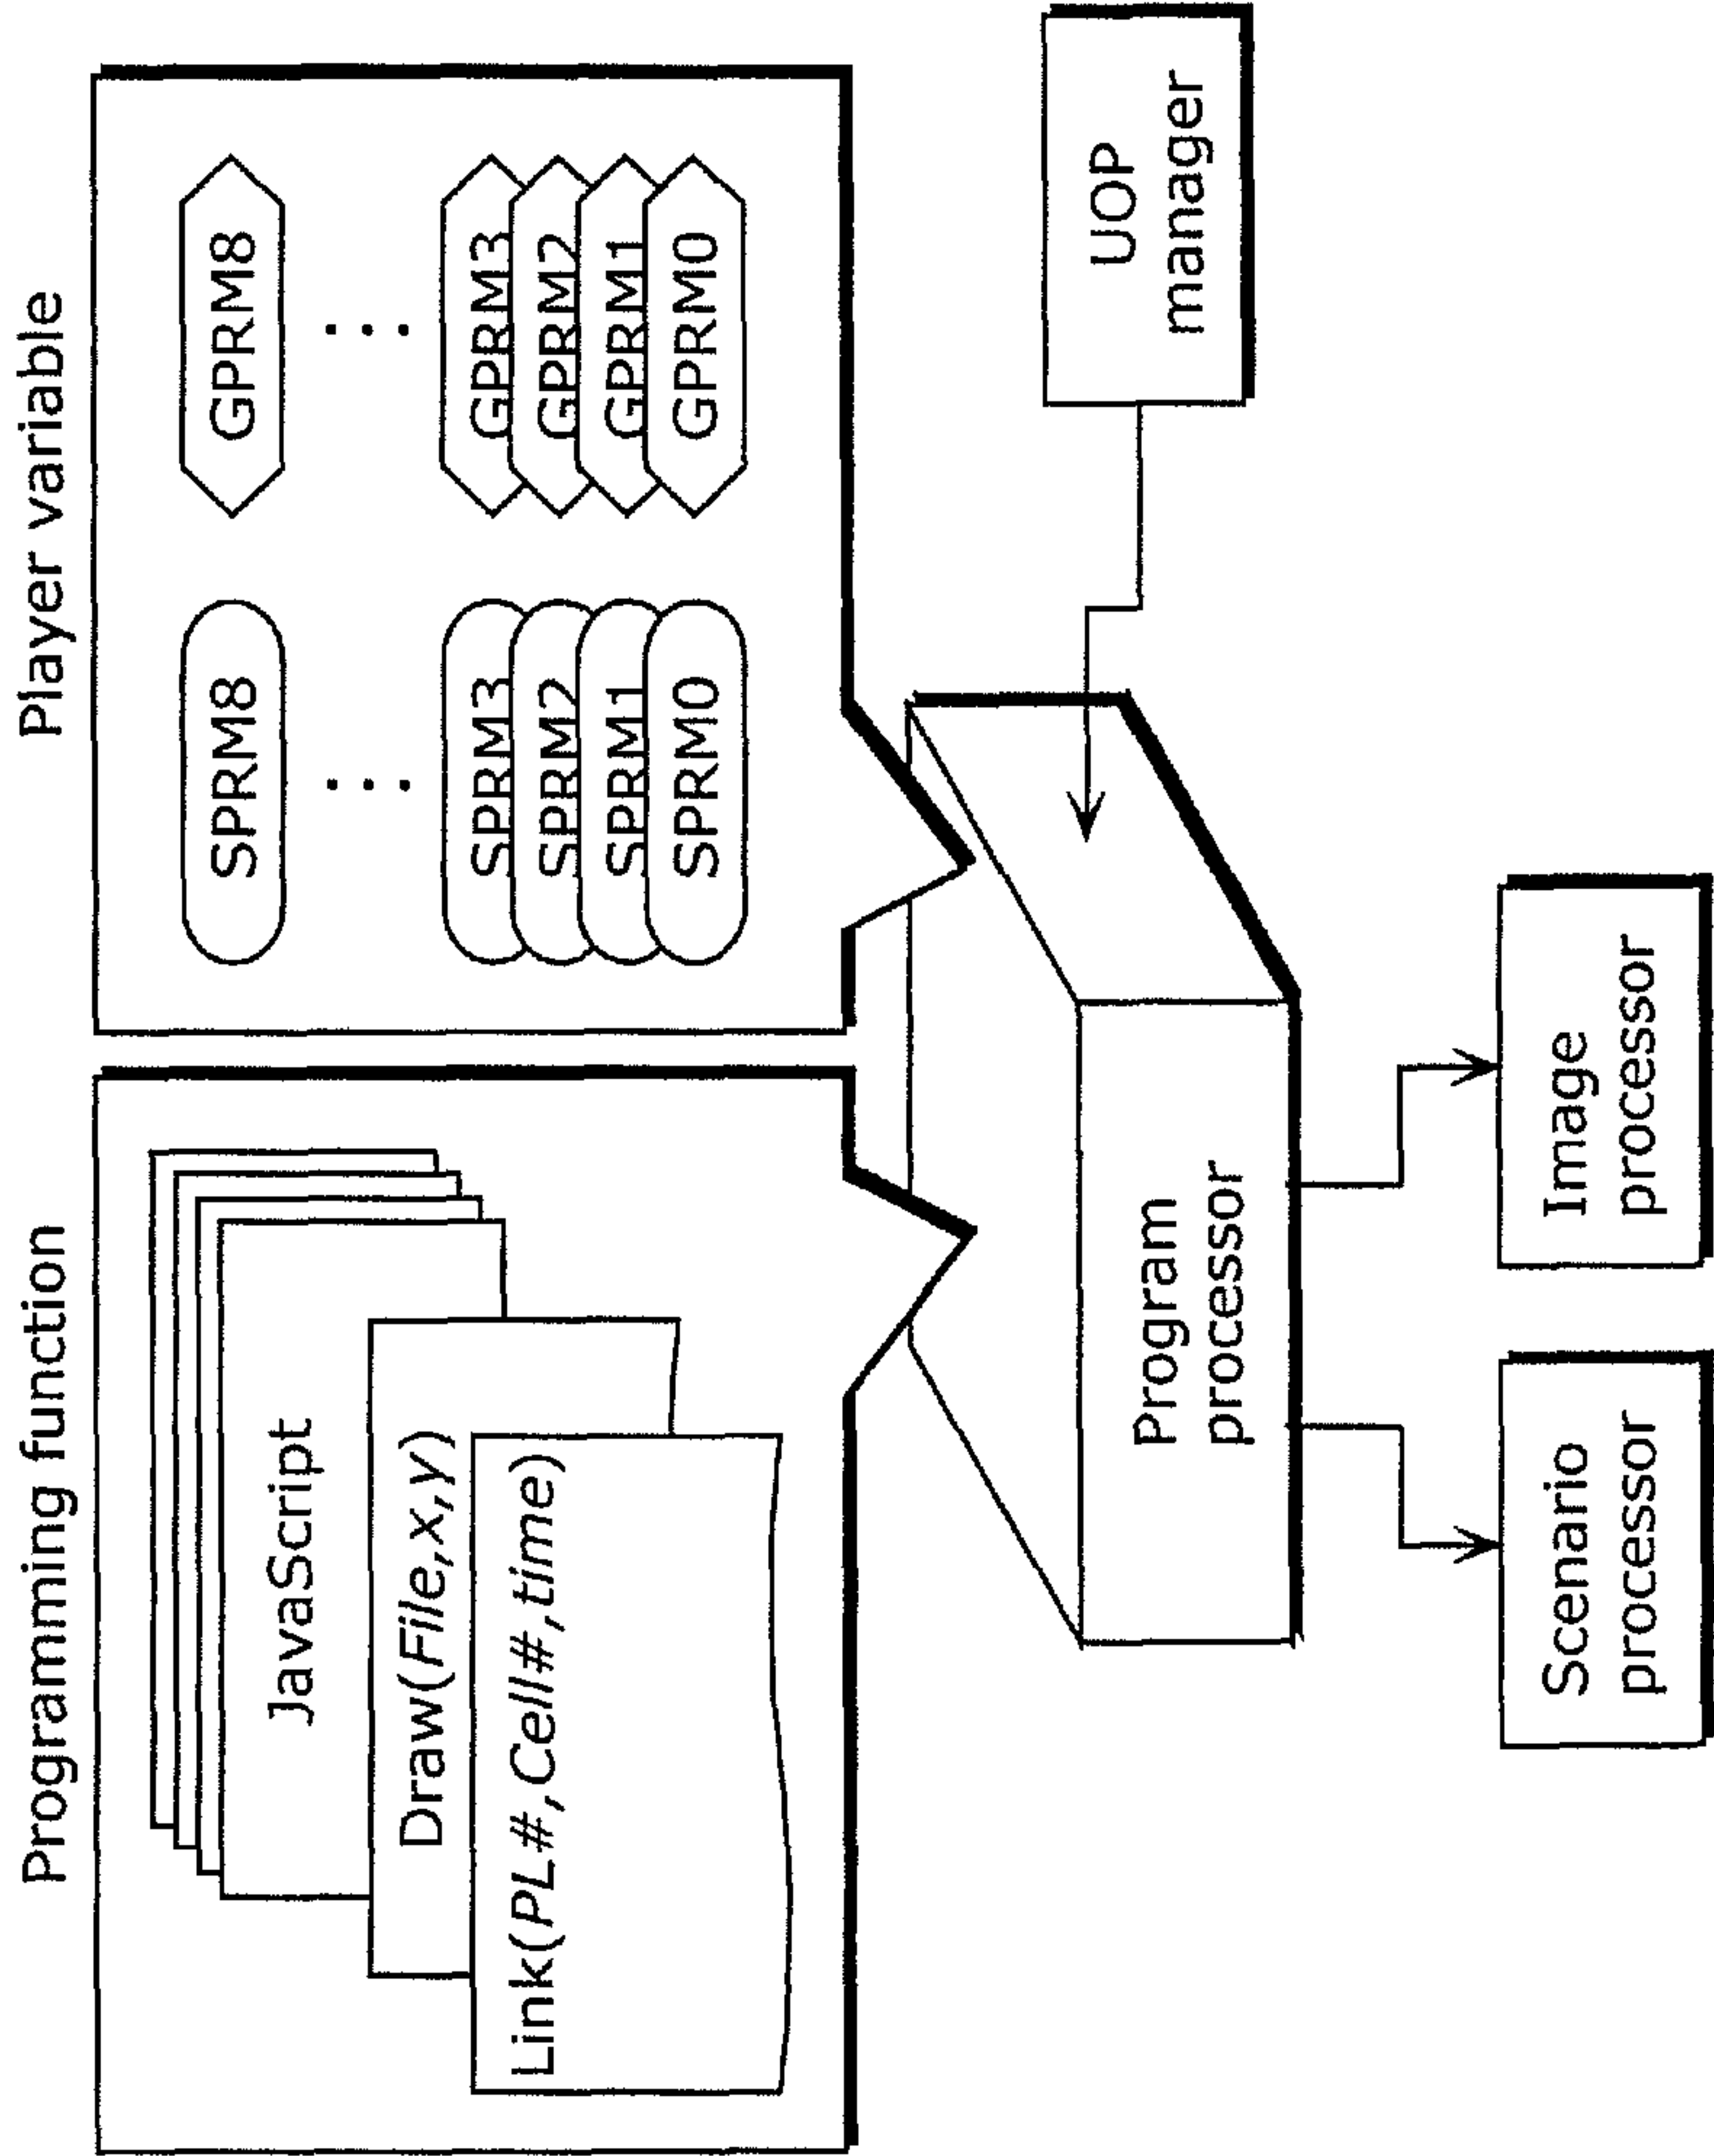 Programming function
JavaScript
Draw(File,x,y)
Link(PL#,Cell#,time)
Player variable
SPRM8
...
SPRM3
SPRM2
SPRM1
SPRM0
GPRM8
...
GPRM3
GPRM2
GPRM1
GPRM0
Program
processor
UOP
manager
Scenario
processor
Image
processor